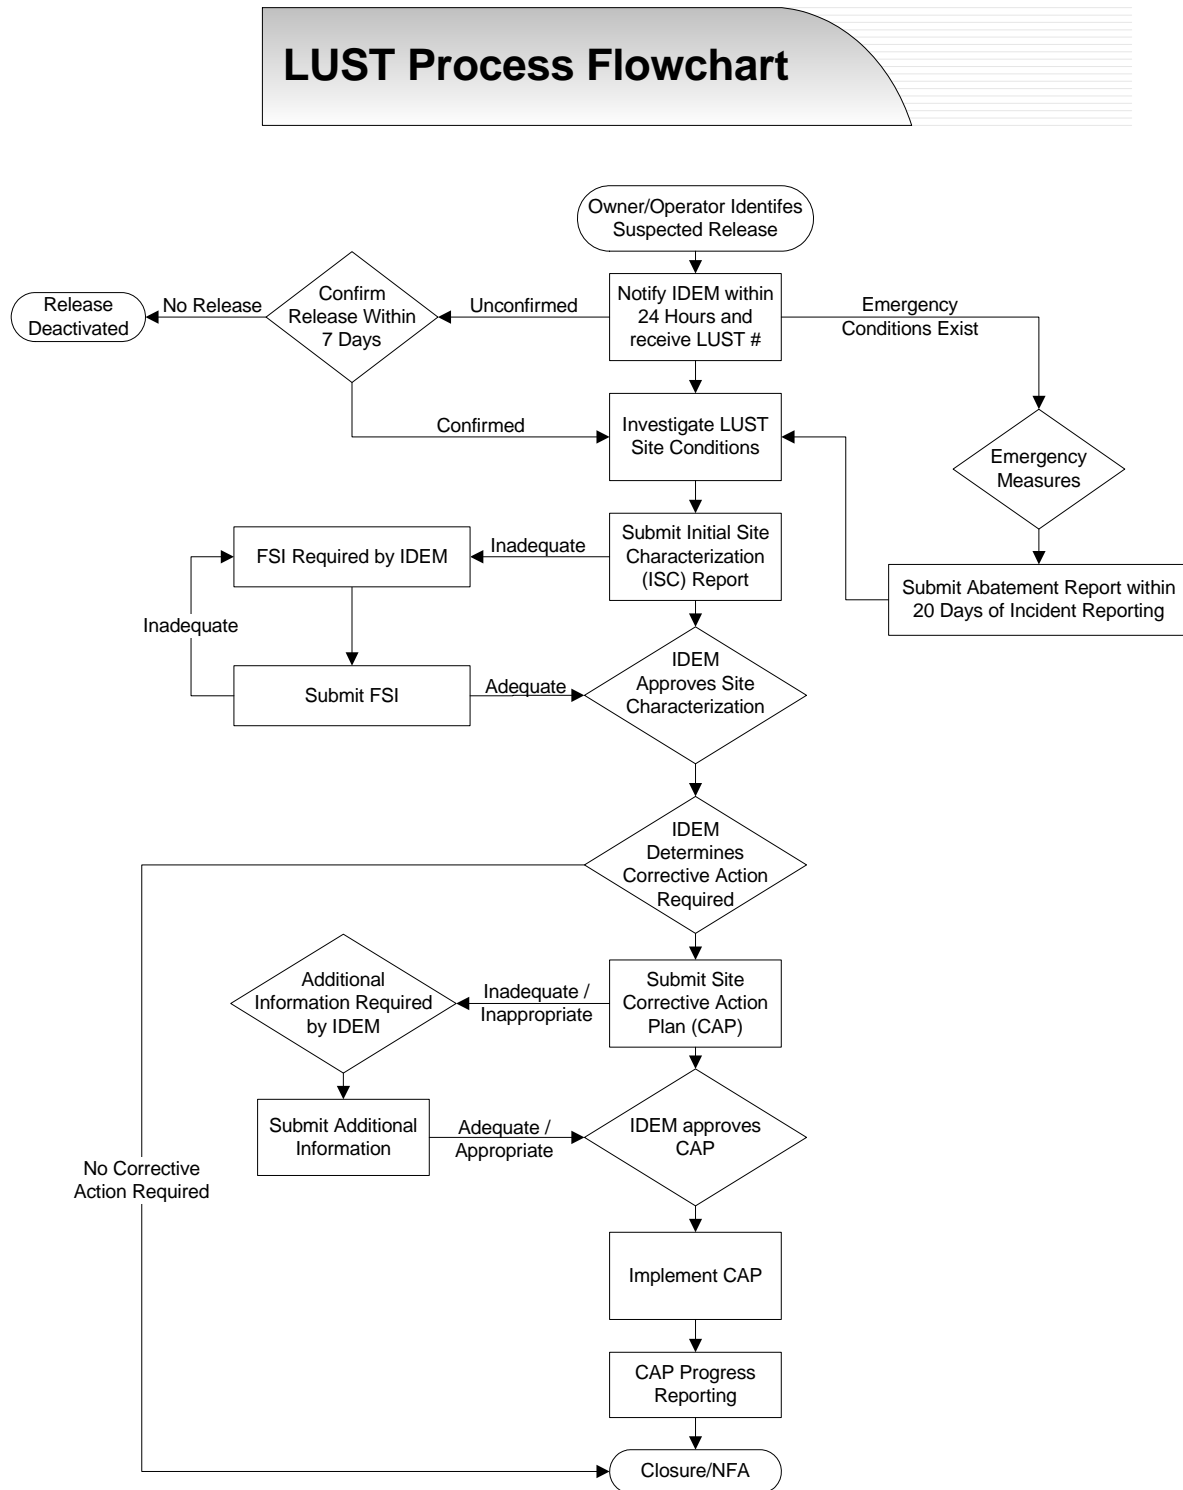 LUST Process Flowchart
Owner/Operator Identifes
Suspected Release
Release
Deactivated
No Release
Confirm
Release Within
7 Days
Unconfirmed
Notify IDEM within
24 Hours and
receive LUST #
Emergency
Conditions Exist
Confirmed
Investigate LUST
Site Conditions
Emergency
Measures
FSI Required by IDEM
Inadequate
Submit Initial Site
Characterization
(ISC) Report
Submit Abatement Report within
20 Days of Incident Reporting
Inadequate
Submit FSI
Adequate
IDEM
Approves Site
Characterization
IDEM
Determines
Corrective Action
Required
Additional
Information Required
by IDEM
Inadequate /
Inappropriate
Submit Site
Corrective Action
Plan (CAP)
Submit Additional
Information
Adequate /
Appropriate
IDEM approves
CAP
No Corrective
Action Required
Implement CAP
CAP Progress
Reporting
Closure/NFA